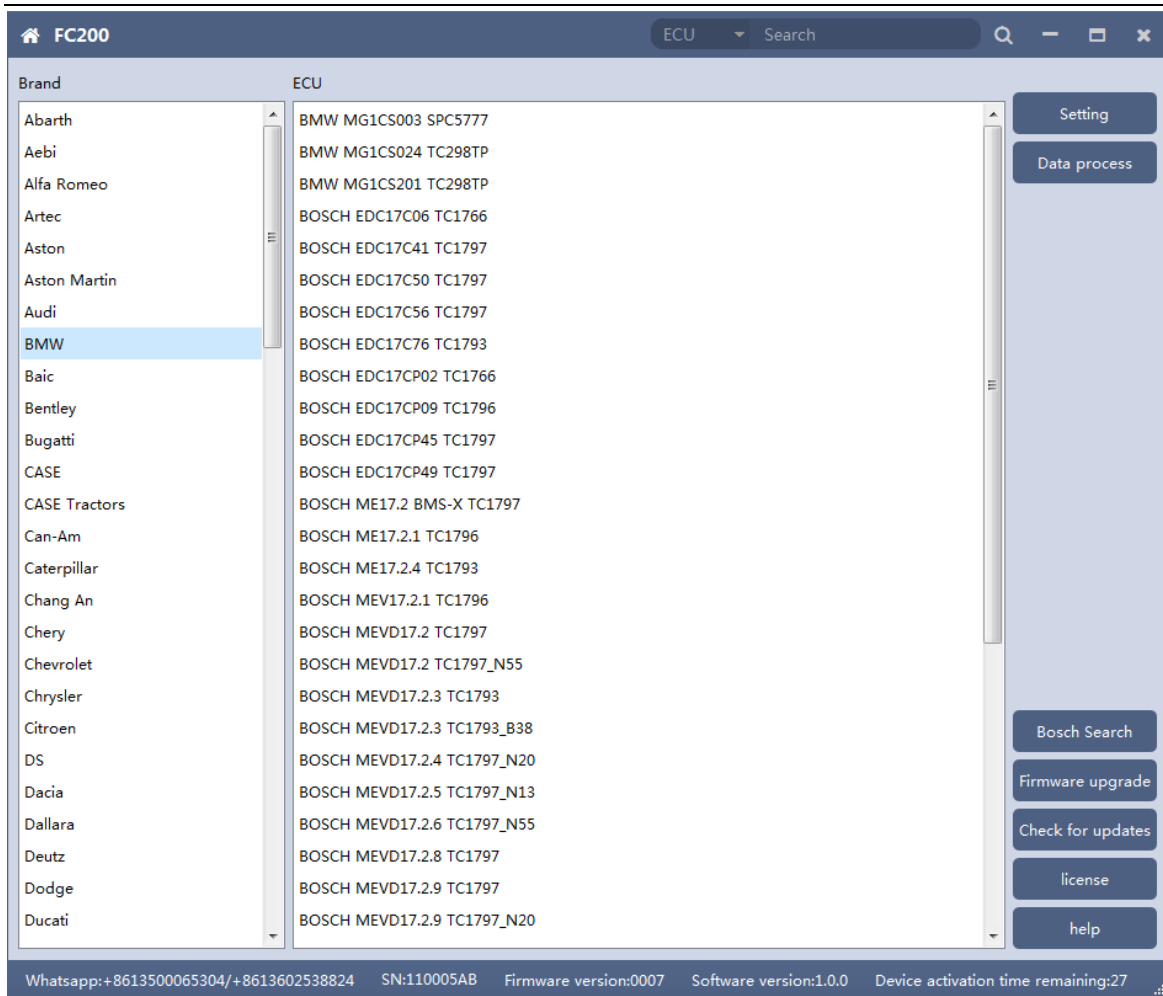 FC200
ECU Search
Brand
Abarth
Aebi
Alfa Romeo
Artec
Aston
Aston Martin
Audi
BMW
Baic
Bentley
Bugatti
CASE
CASE Tractors
Can-Am
Caterpillar
Chang An
Chery
Chevrolet
Chrysler
Citroen
DS
Dacia
Dallara
Deutz
Dodge
Ducati
ECU
BMW MG1CS003 SPC5777
BMW MG1CS024 TC298TP
BMW MG1CS201 TC298TP
BOSCH EDC17C06 TC1766
BOSCH EDC17C41 TC1797
BOSCH EDC17C50 TC1797
BOSCH EDC17C56 TC1797
BOSCH EDC17C76 TC1793
BOSCH EDC17CP02 TC1766
BOSCH EDC17CP09 TC1796
BOSCH EDC17CP45 TC1797
BOSCH EDC17CP49 TC1797
BOSCH ME17.2 BMS-X TC1797
BOSCH ME17.2.1 TC1796
BOSCH ME17.2.4 TC1793
BOSCH MEV17.2.1 TC1796
BOSCH MEVD17.2 TC1797
BOSCH MEVD17.2 TC1797_N55
BOSCH MEVD17.2.3 TC1793
BOSCH MEVD17.2.3 TC1793_B38
BOSCH MEVD17.2.4 TC1797_N20
BOSCH MEVD17.2.5 TC1797_N13
BOSCH MEVD17.2.6 TC1797_N55
BOSCH MEVD17.2.8 TC1797
BOSCH MEVD17.2.9 TC1797
BOSCH MEVD17.2.9 TC1797_N20
Setting
Data process
Bosch Search
Firmware upgrade
Check for updates
license
help
Whatsapp:+8613500065304/+8613602538824 SN:110005AB Firmware version:0007 Software version:1.0.0 Device activation time remaining:27